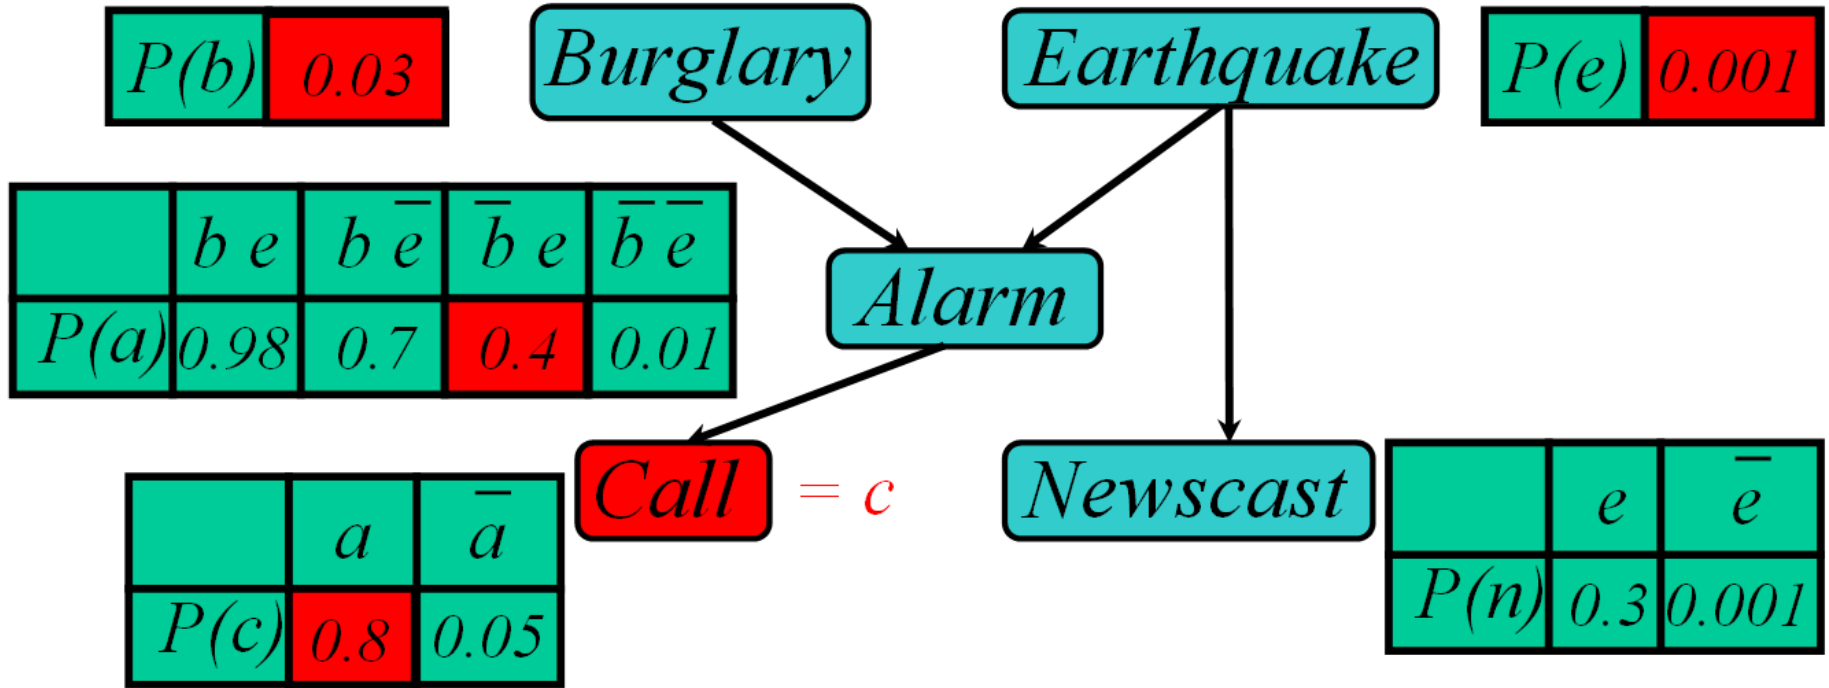 P(b) 0.03
Burglary
Earthquake
P(e) 0.001
b e b e̅ b̅ e b̅ e̅
P(a) 0.98 0.7 0.4 0.01
Alarm
Call = c
Newscast
a a̅
P(c) 0.8 0.05
e e̅
P(n) 0.3 0.001